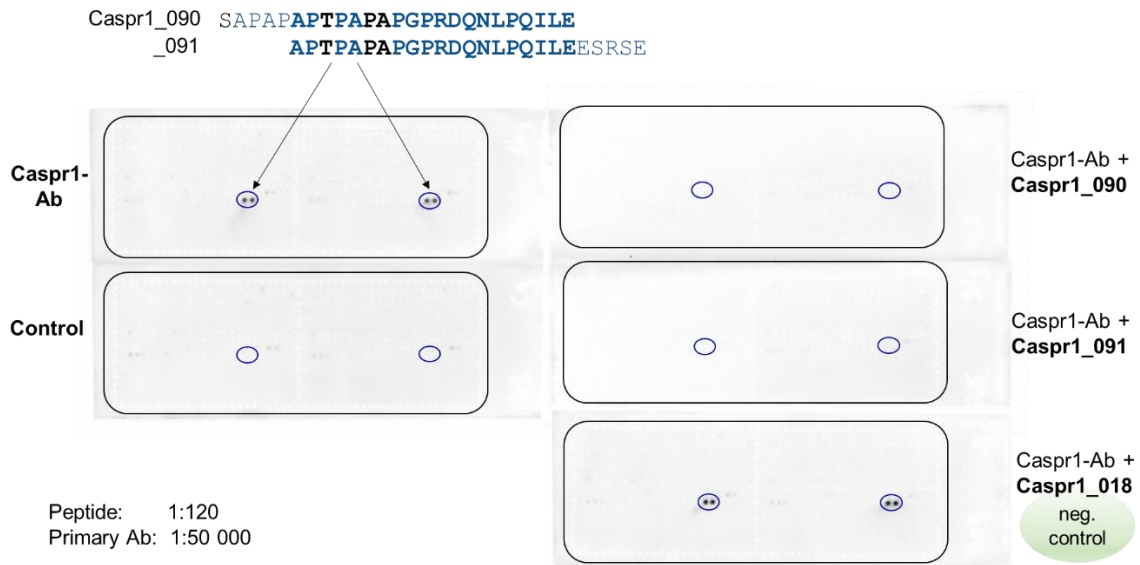 Caspr1_090 SAPAPAPTPAPAPGPRDQNLPQILE
_091 APTPAPAPGPRDQNLPQILEESRSE
Caspr1-
Ab
Caspr1-Ab +
Caspr1_090
Control
Caspr1-Ab +
Caspr1_091
Caspr1-Ab +
Caspr1_018
neg.
control
Peptide: 1:120
Primary Ab: 1:50 000